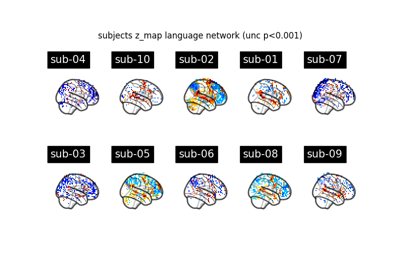 subjects z_map language network (unc p<0.001)
sub-04 sub-10 sub-02 sub-01 sub-07
sub-03 sub-05 sub-06 sub-08 sub-09